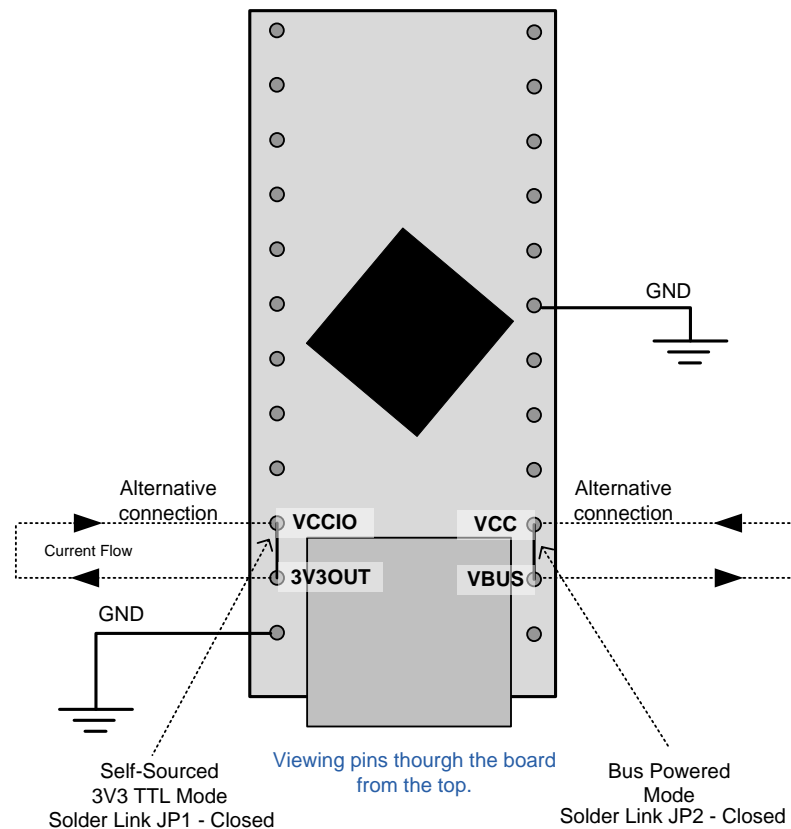 GND
Alternative
connection
Alternative
connection
VCCIO
VCC
Current Flow
3V3OUT
VBUS
GND
Viewing pins thourgh the board
from the top.
Self-Sourced
3V3 TTL Mode
Solder Link JP1 - Closed
Bus Powered
Mode
Solder Link JP2 - Closed